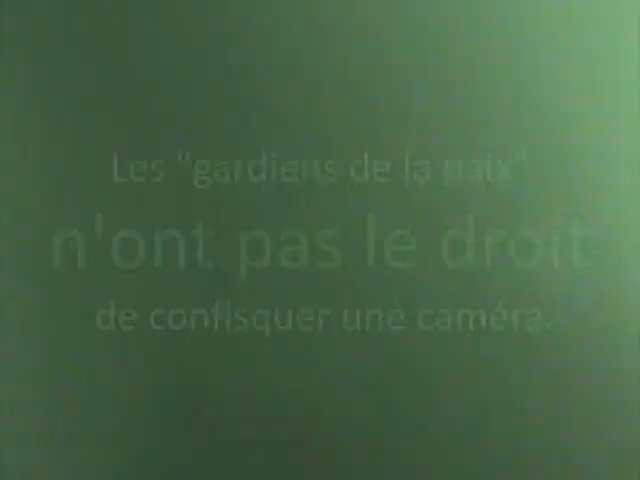 Les "gardiens de la paix"
n'ont pas le droit
de confisquer une caméra.